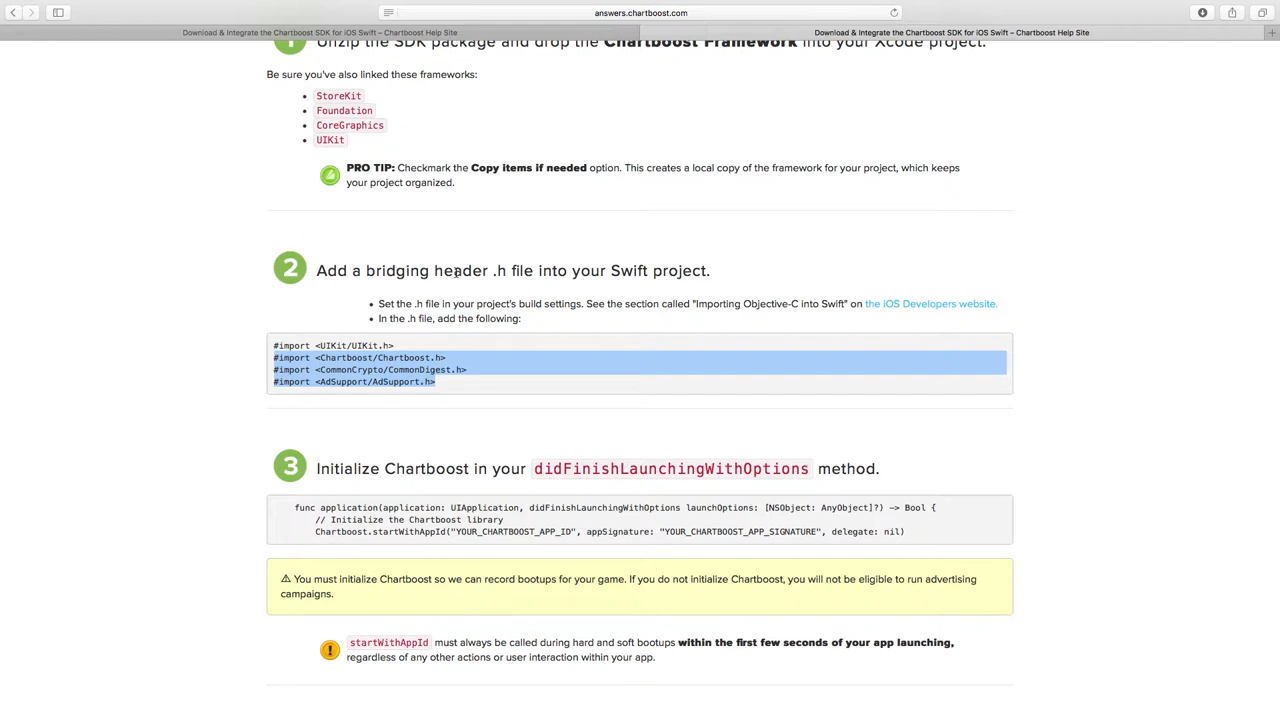 answers.chartboost.com
Download & Integrate the Chartboost SDK for iOS Swift – Chartboost Help Site
Download & Integrate the Chartboost SDK for iOS Swift – Chartboost Help Site
1 Unzip the SDK package and drop the Chartboost Framework into your Xcode project.
Be sure you've also linked these frameworks:
• StoreKit
• Foundation
• CoreGraphics
• UIKit
PRO TIP: Checkmark the Copy items if needed option. This creates a local copy of the framework for your project, which keeps
your project organized.
2 Add a bridging header .h file into your Swift project.
• Set the .h file in your project's build settings. See the section called "Importing Objective-C into Swift" on the iOS Developers website.
• In the .h file, add the following:
#import <UIKit/UIKit.h>
#import <Chartboost/Chartboost.h>
#import <CommonCrypto/CommonDigest.h>
#import <AdSupport/AdSupport.h>
3 Initialize Chartboost in your didFinishLaunchingWithOptions method.
func application(application: UIApplication, didFinishLaunchingWithOptions launchOptions: [NSObject: AnyObject]?) -> Bool {
// Initialize the Chartboost library
Chartboost.startWithAppId("YOUR_CHARTBOOST_APP_ID", appSignature: "YOUR_CHARTBOOST_APP_SIGNATURE", delegate: nil)
⚠ You must initialize Chartboost so we can record bootups for your game. If you do not initialize Chartboost, you will not be eligible to run advertising
campaigns.
! startWithAppId must always be called during hard and soft bootups within the first few seconds of your app launching,
regardless of any other actions or user interaction within your app.